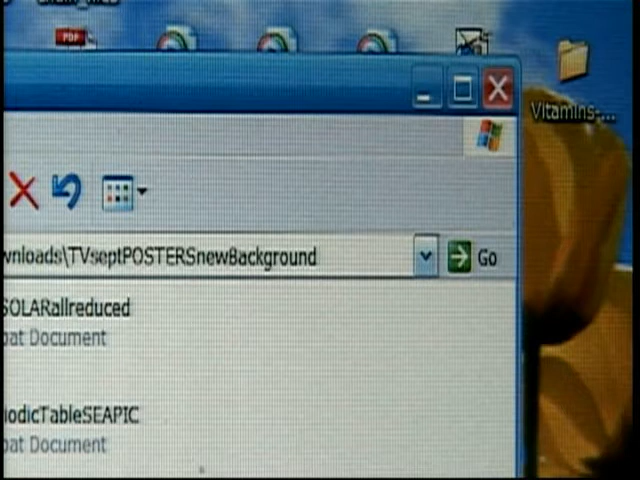 PDF
Vitamins-...
wnloads\TVseptPOSTERSnewBackground
Go
SOLARallreduced
bat Document
iodicTableSEAPIC
bat Document